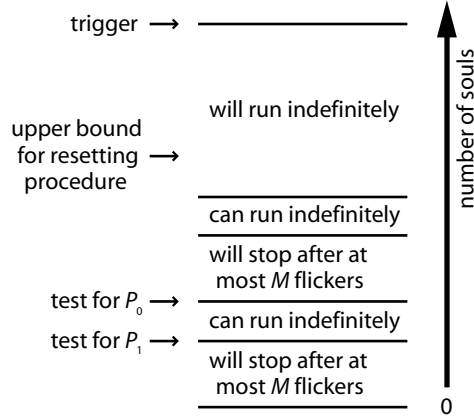 trigger →
will run indefinitely
upper bound
for resetting →
procedure
can run indefinitely
will stop after at
most M flickers
test for P₀ →
can run indefinitely
test for P₁ →
will stop after at
most M flickers
number of souls
0